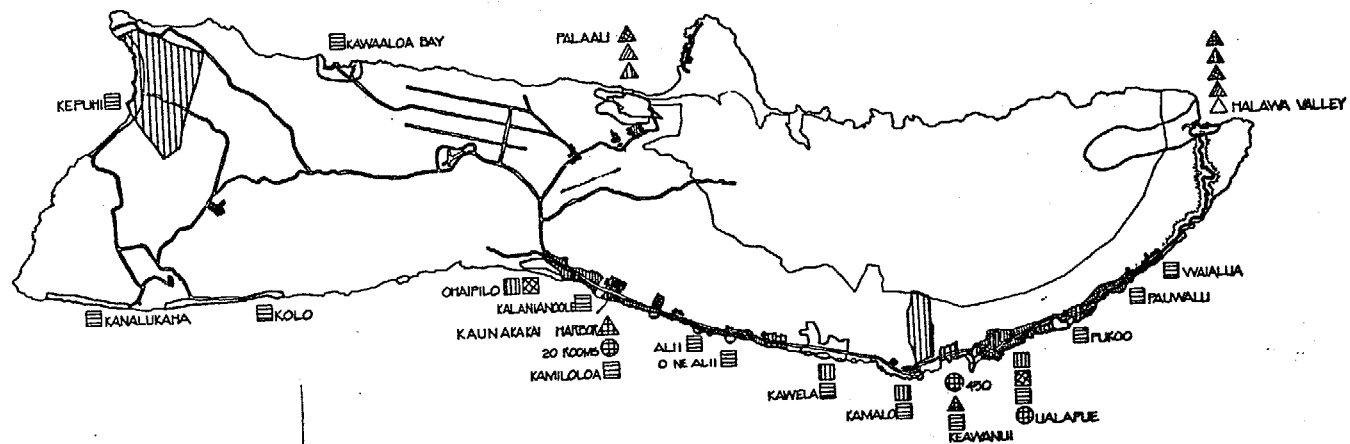 PALAAU
KAWAALOA BAY
KEPUHI
HALAWA VALLEY
WAIALUA
OHAIPILO
PAUWALU
KALANIANOOLE
KANALUKAHA
KOLO
KAUNAKAKAI HARBOR
PUKOO
20 ROOMS
ALII
O NE ALII
KAMILOLOA
450
KAWELA
KAMALO
UALAPUE
KEAWANUI